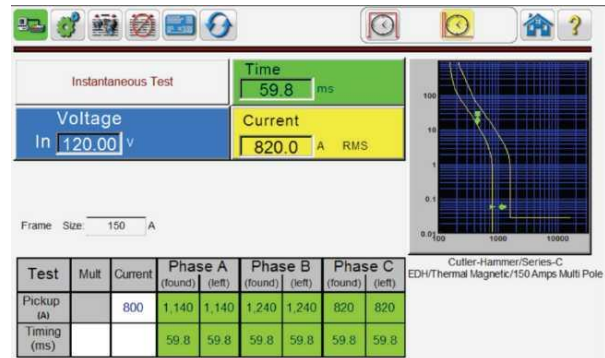 ?
Instantaneous Test
Time
59.8 ms
Voltage
In 120.00 V
Current
820.0 A RMS
Frame Size: 150 A
100
10
1
0.1
0.01
100 1000 10000
Cutler-Hammer/Series-C
EDH/Thermal Magnetic/150 Amps Multi Pole
Test Mult Current Phase A Phase B Phase C
(found) (left) (found) (left) (found) (left)
Pickup (A) 800 1,140 1,140 1,240 1,240 820 820
Timing (ms) 59.8 59.8 59.8 59.8 59.8 59.8